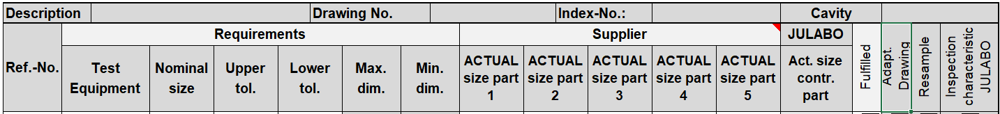 Description Drawing No. Index-No.: Cavity
Requirements Supplier JULABO
Ref.-No.
Test
Equipment
Nominal
size
Upper
tol.
Lower
tol.
Max.
dim.
Min.
dim.
ACTUAL
size part
1
ACTUAL
size part
2
ACTUAL
size part
3
ACTUAL
size part
4
ACTUAL
size part
5
Act. size
contr.
part
Fulfilled
Adapt.
Drawing
Resample
Inspection
characteristic
JULABO